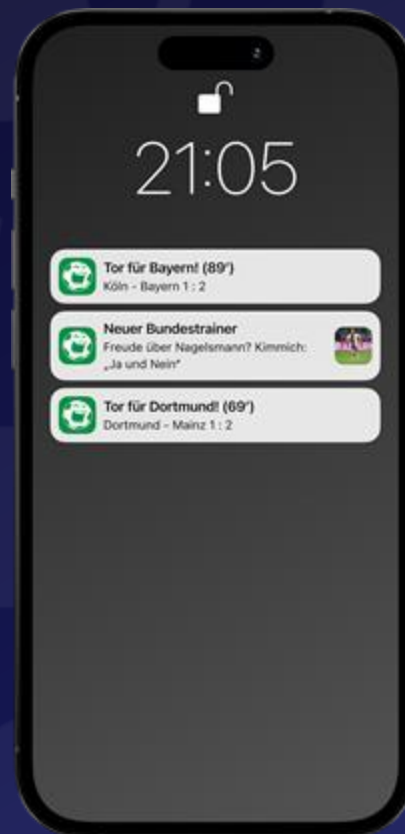 21:05
Tor für Bayern! (89')
Köln - Bayern 1 : 2
Neuer Bundestrainer
Freude über Nagelsmann? Kimmich:
„Ja und Nein“
Tor für Dortmund! (69')
Dortmund - Mainz 1 : 2